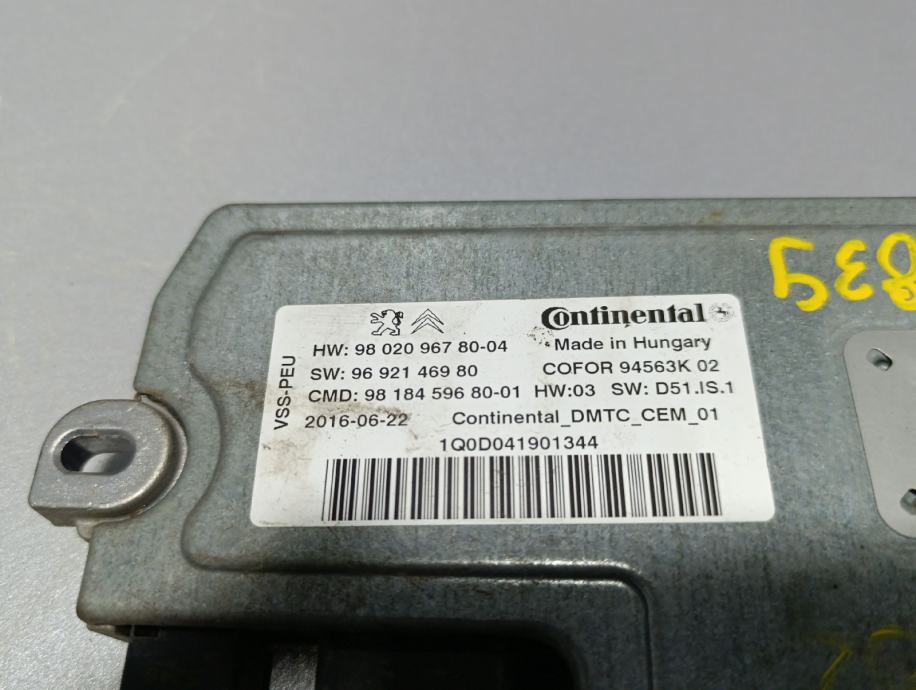 Continental
Made in Hungary
VSS-PEU
HW: 98 020 967 80-04
COFOR 94563K 02
SW: 96 921 469 80
CMD: 98 184 596 80-01 HW:03 SW: D51.IS.1
2016-06-22 Continental_DMTC_CEM_01
1Q0D041901344